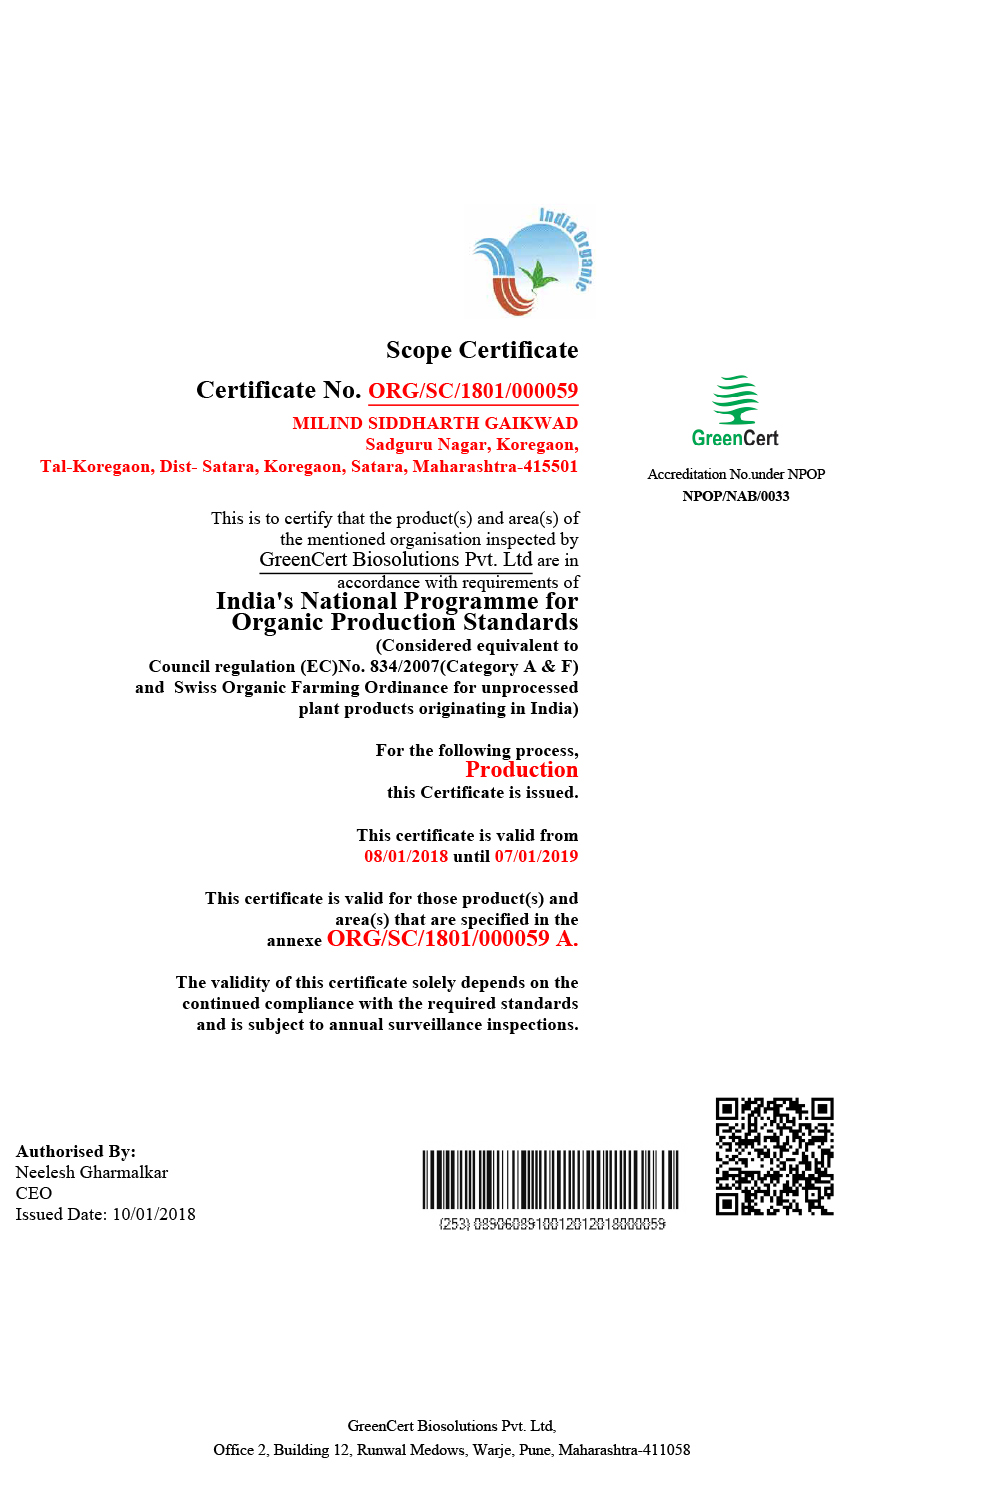 India Organic
Scope Certificate
Certificate No. ORG/SC/1801/000059
MILIND SIDDHARTH GAIKWAD
Sadguru Nagar, Koregaon,
Tal-Koregaon, Dist- Satara, Koregaon, Satara, Maharashtra-415501
GreenCert
Accreditation No.under NPOP
NPOP/NAB/0033
This is to certify that the product(s) and area(s) of
the mentioned organisation inspected by
GreenCert Biosolutions Pvt. Ltd are in
accordance with requirements of
India's National Programme for
Organic Production Standards
(Considered equivalent to
Council regulation (EC)No. 834/2007(Category A & F)
and  Swiss Organic Farming Ordinance for unprocessed
plant products originating in India)
For the following process,
Production
this Certificate is issued.
This certificate is valid from
08/01/2018 until 07/01/2019
This certificate is valid for those product(s) and
area(s) that are specified in the
annexe ORG/SC/1801/000059 A.
The validity of this certificate solely depends on the
continued compliance with the required standards
and is subject to annual surveillance inspections.
Authorised By:
Neelesh Gharmalkar
CEO
Issued Date: 10/01/2018
(253) 0890608910012012018000059
GreenCert Biosolutions Pvt. Ltd,
Office 2, Building 12, Runwal Medows, Warje, Pune, Maharashtra-411058